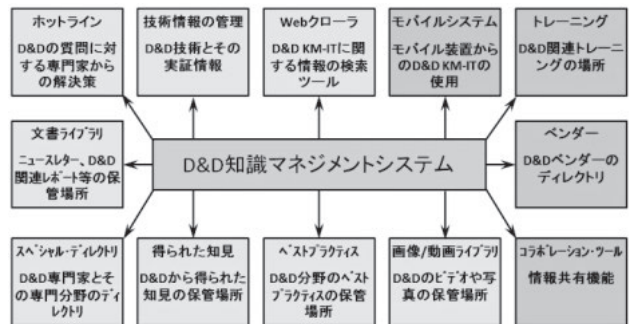 ホットライン
D&Dの質問に対
する専門家から
の解決策
技術情報の管理
D&D技術とその
実証情報
Webクローラ
D&D KM-ITに関
する情報の検索
ツール
モバイルシステム
モバイル装置から
のD&D KM-ITの
使用
トレーニング
D&D関連トレーニ
ングの場所
文書ライブラリ
ニュースレター、D&D
関連レポート等の保
管場所
D&D知識マネジメントシステム
ベンダー
D&Dベンダーの
ディレクトリ
スペシャル・ディレクトリ
D&D専門家とそ
の専門分野のディ
レクトリ
得られた知見
D&Dから得られた
知見の保管場所
ベストプラクティス
D&D分野のベスト
プラクティスの保管
場所
画像/動画ライブラリ
D&Dのビデオや写
真の保管場所
コラボレーション・ツール
情報共有機能